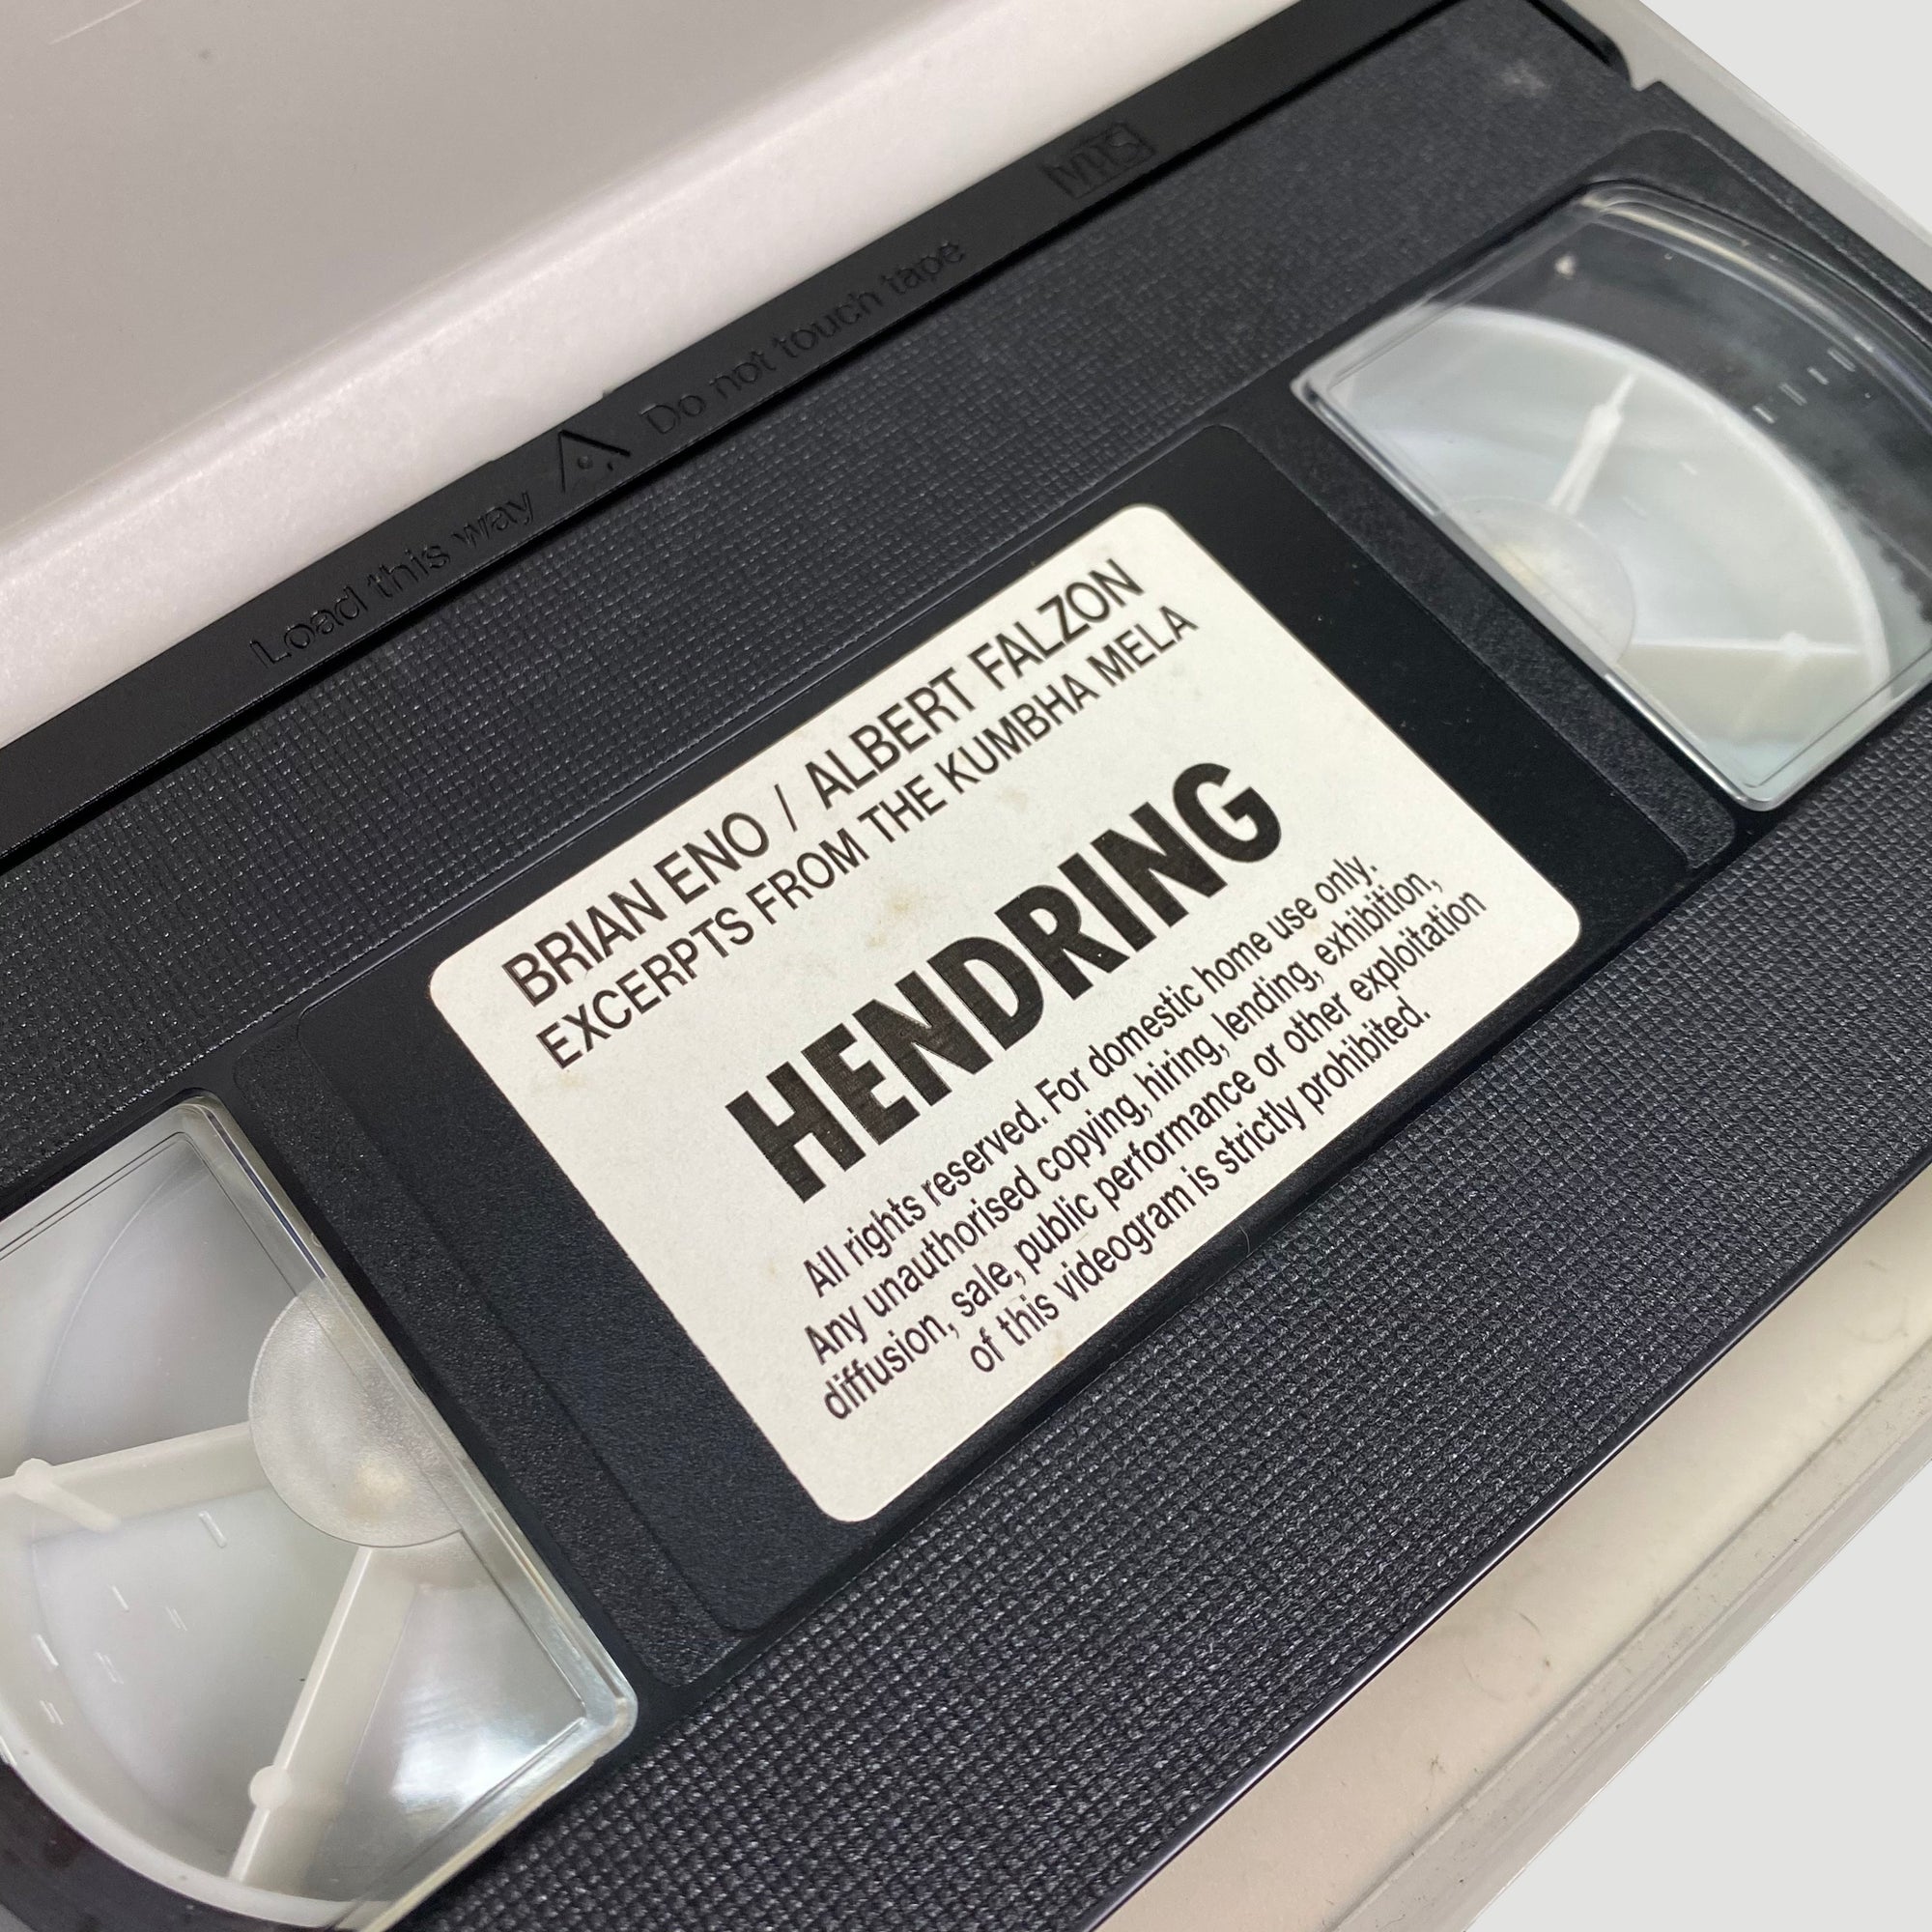 VHS
Load this way
Do not touch tape
BRIAN ENO / ALBERT FALZON
EXCERPTS FROM THE KUMBHA MELA
HENDRING
All rights reserved. For domestic home use only.
Any unauthorised copying, hiring, lending, exhibition,
diffusion, sale, public performance or other exploitation
of this videogram is strictly prohibited.